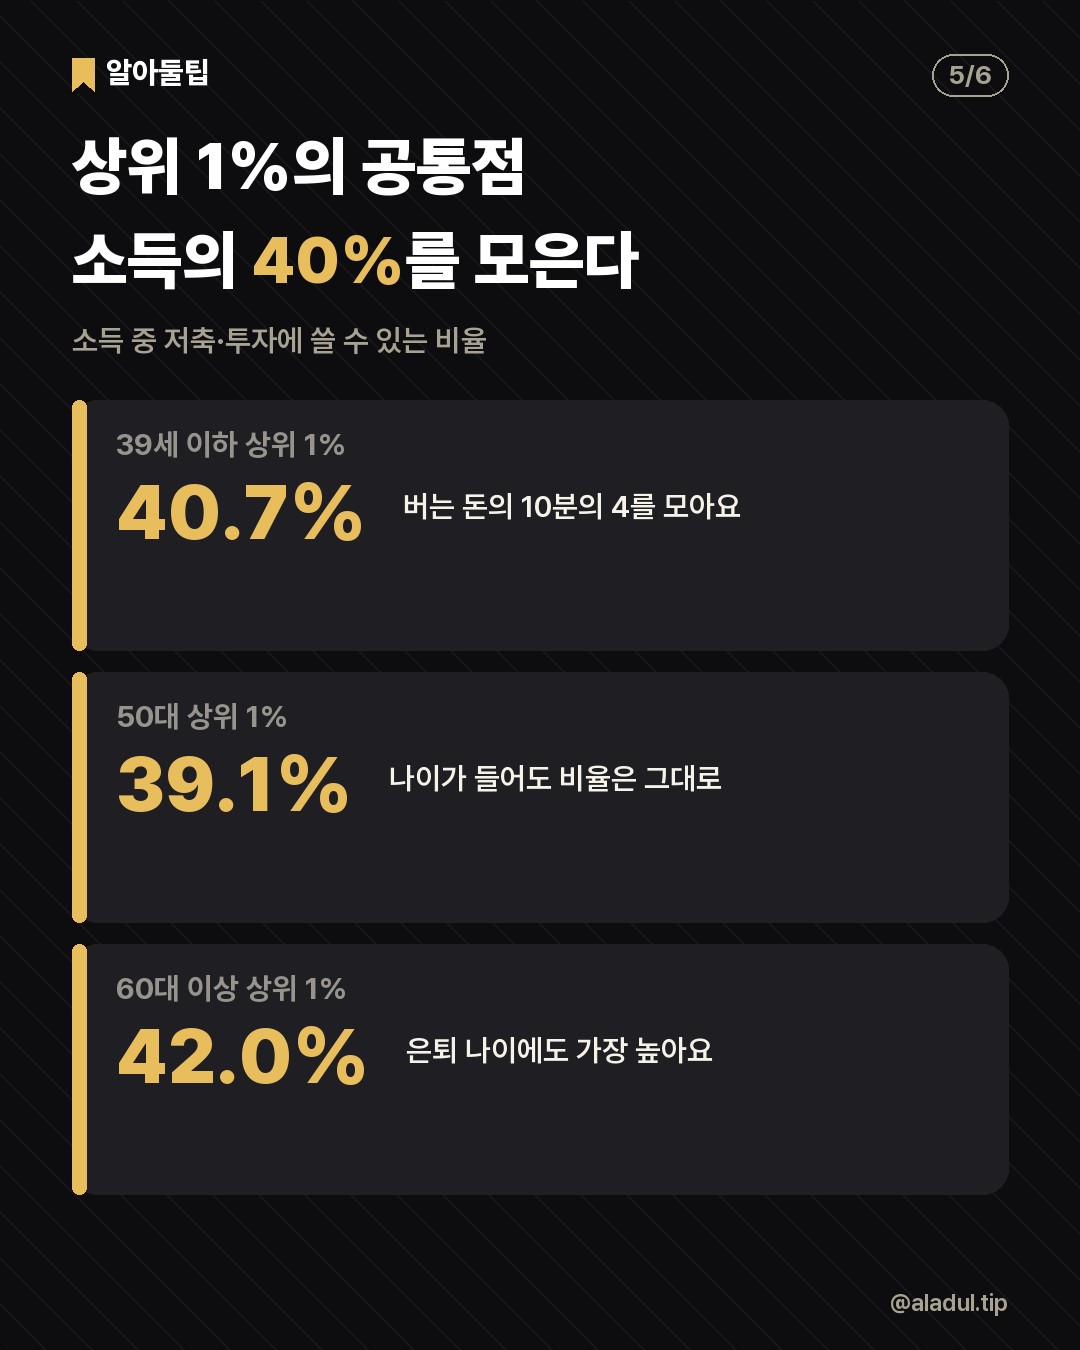 알아둘팁
5/6
상위 1%의 공통점
소득의 40%를 모은다
소득 중 저축·투자에 쓸 수 있는 비율
39세 이하 상위 1%
40.7% 버는 돈의 10분의 4를 모아요
50대 상위 1%
39.1% 나이가 들어도 비율은 그대로
60대 이상 상위 1%
42.0% 은퇴 나이에도 가장 높아요
@aladul.tip